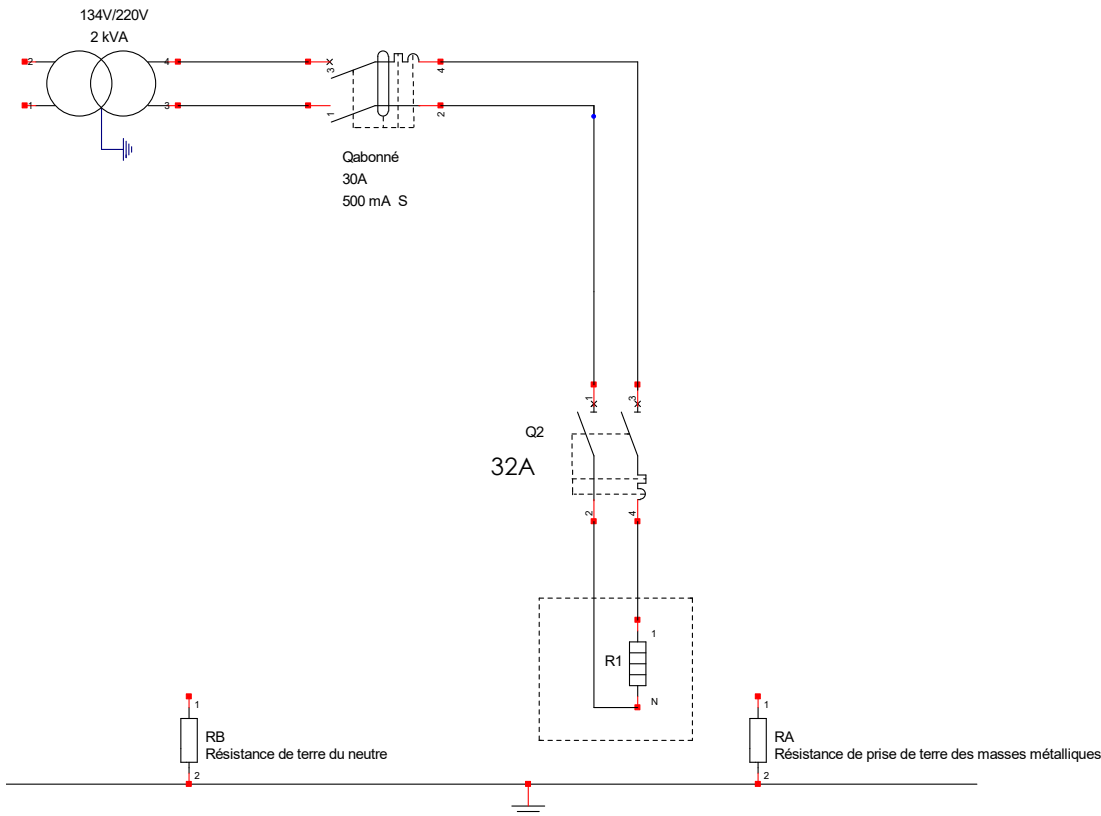 134V/220V
2 kVA
2
4
3
4
1
3
1
2
Qabonné
30A
500 mA  S
1
3
Q2
32A
2
4
1
R1
N
1
RB
Résistance de terre du neutre
2
1
RA
Résistance de prise de terre des masses métalliques
2